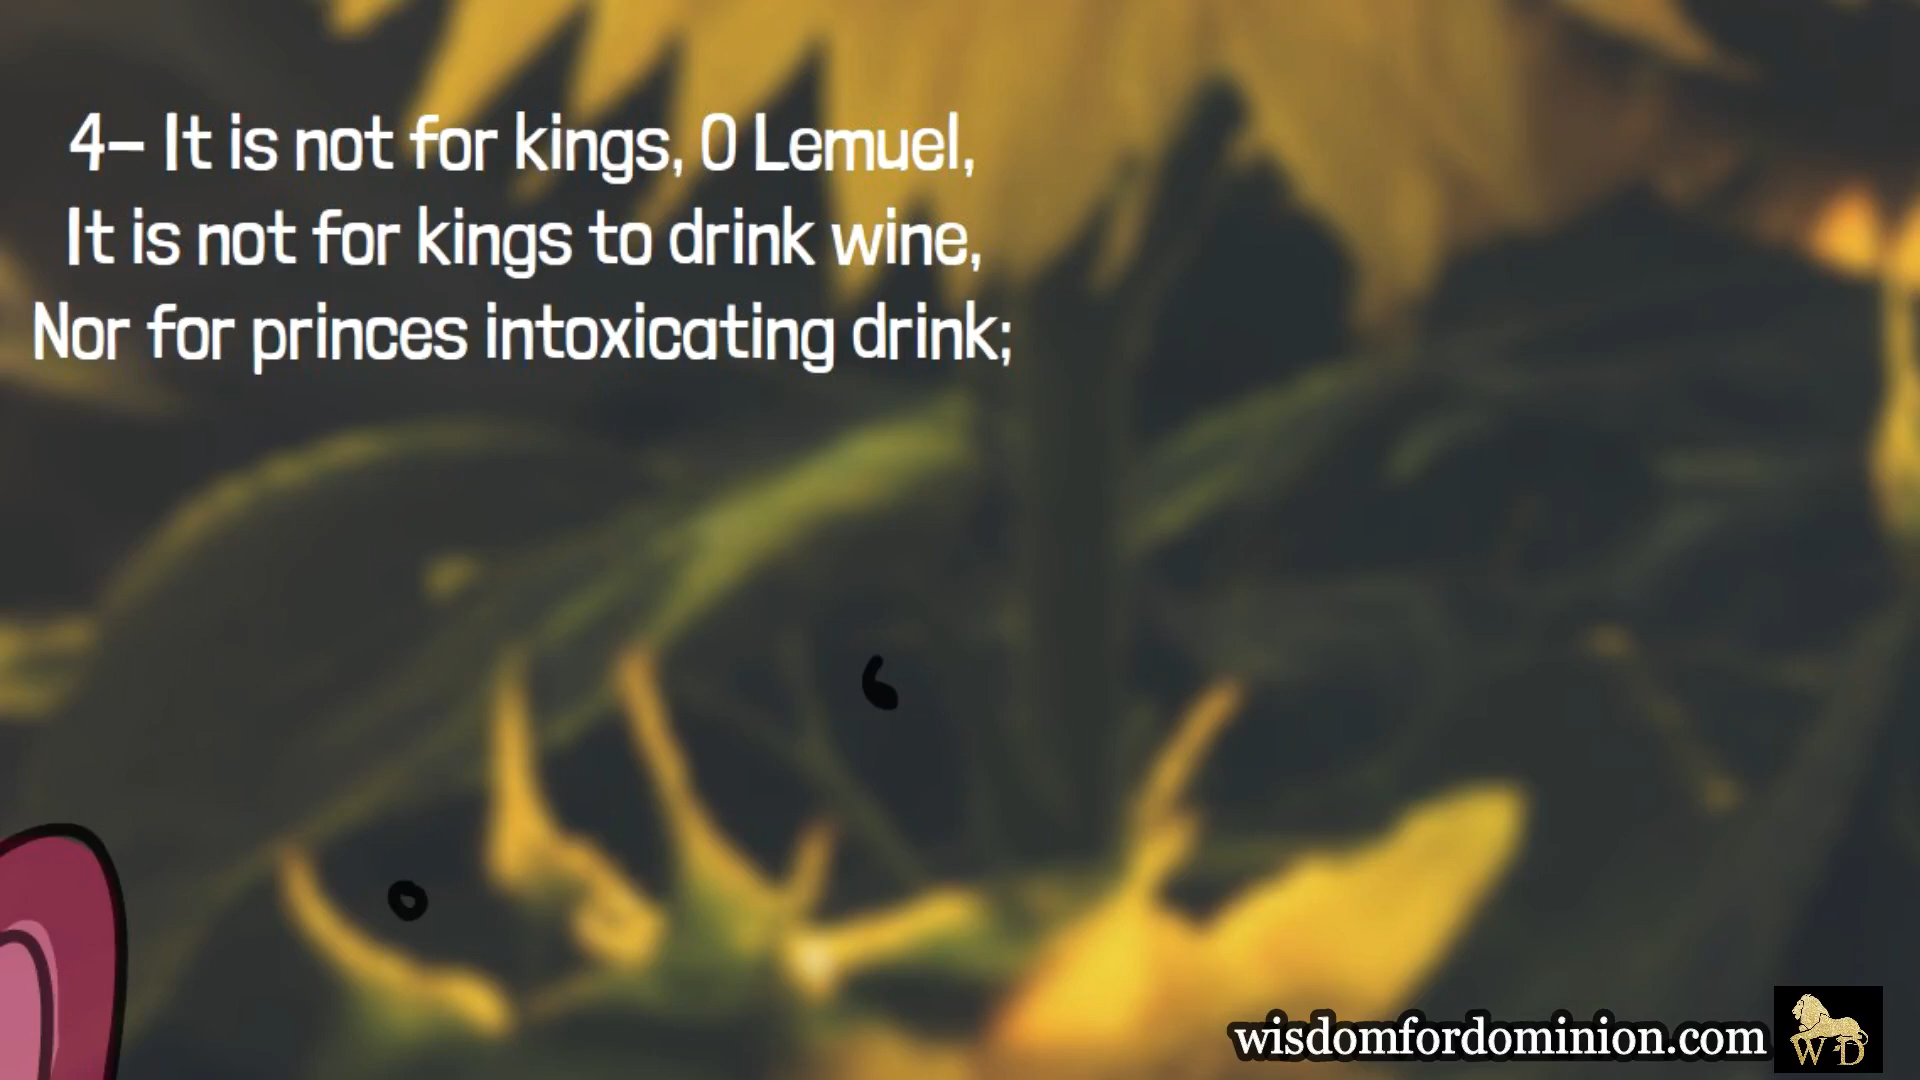 4– It is not for kings, O Lemuel,
It is not for kings to drink wine,
Nor for princes intoxicating drink;
wisdomfordominion.com
W D